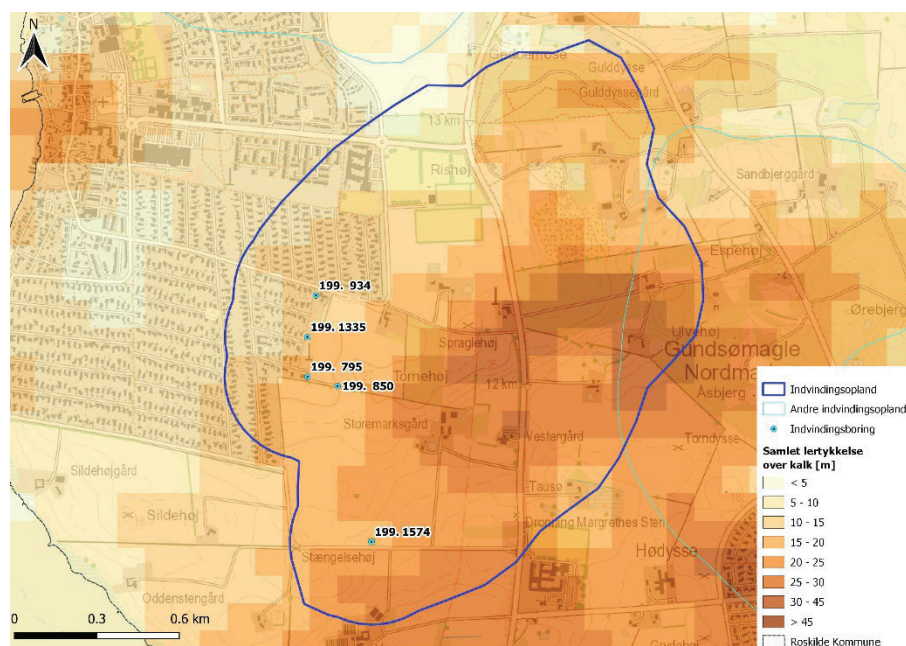 N
Geddemose
Gulddysse
Gulddyssegård
13 km
Rishøj
Sandbjerggård
Espehøj
199. 934
Ørebjerg
199. 1335
Spraglehøj
Ulvehøj
Gundsømagle
Nordmark
199. 795
Tornehøj
199. 850
12 km
Åsbjerg
Storemarksgård
Vestergård
Torndysse
Sildehøjgård
Tausø
Sildehøj
Dronning Margrethes Sten
199. 1574
Stængelsehøj
Hødysse
Oddenstengård
0
0.3
0.6 km
Indvindingsopland
Andre indvindingsopland
Indvindingsboring
Samlet lertykkelse
over kalk [m]
< 5
5 - 10
10 - 15
15 - 20
20 - 25
25 - 30
30 - 45
> 45
Roskilde Kommune